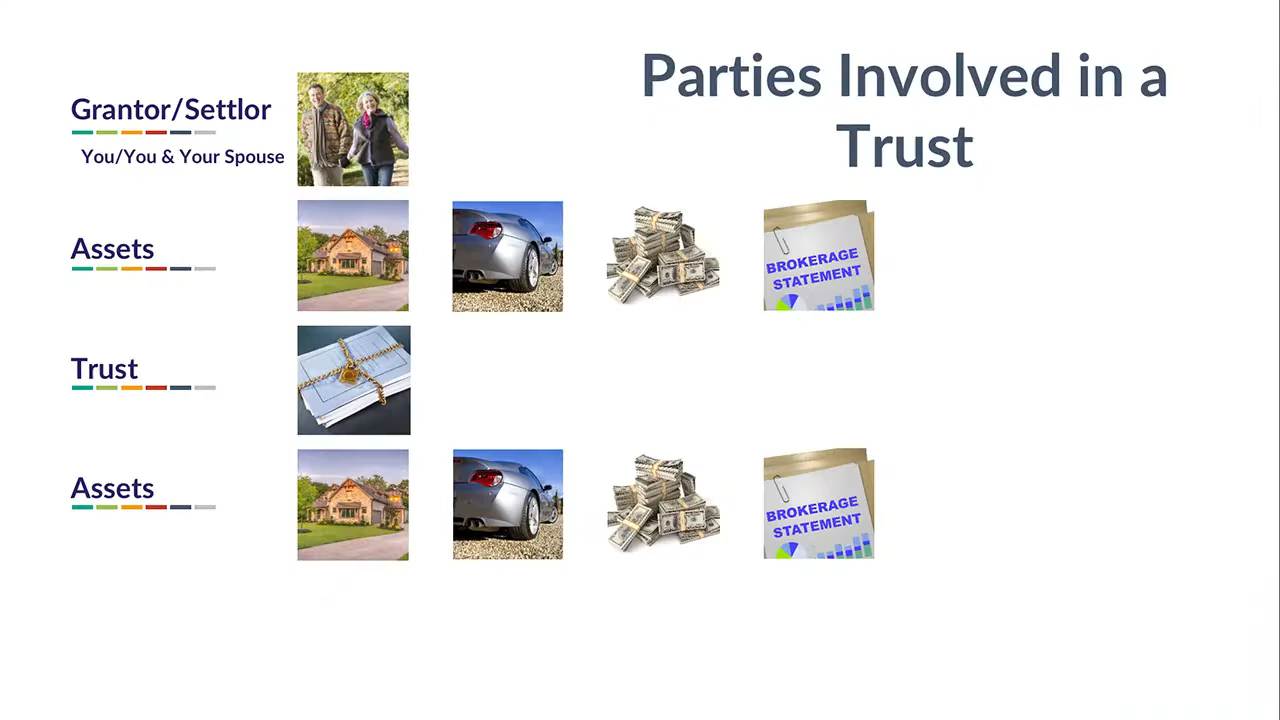 Parties Involved in a
Trust
Grantor/Settlor
You/You & Your Spouse
Assets
BROKERAGE
STATEMENT
Trust
Assets
BROKERAGE
STATEMENT